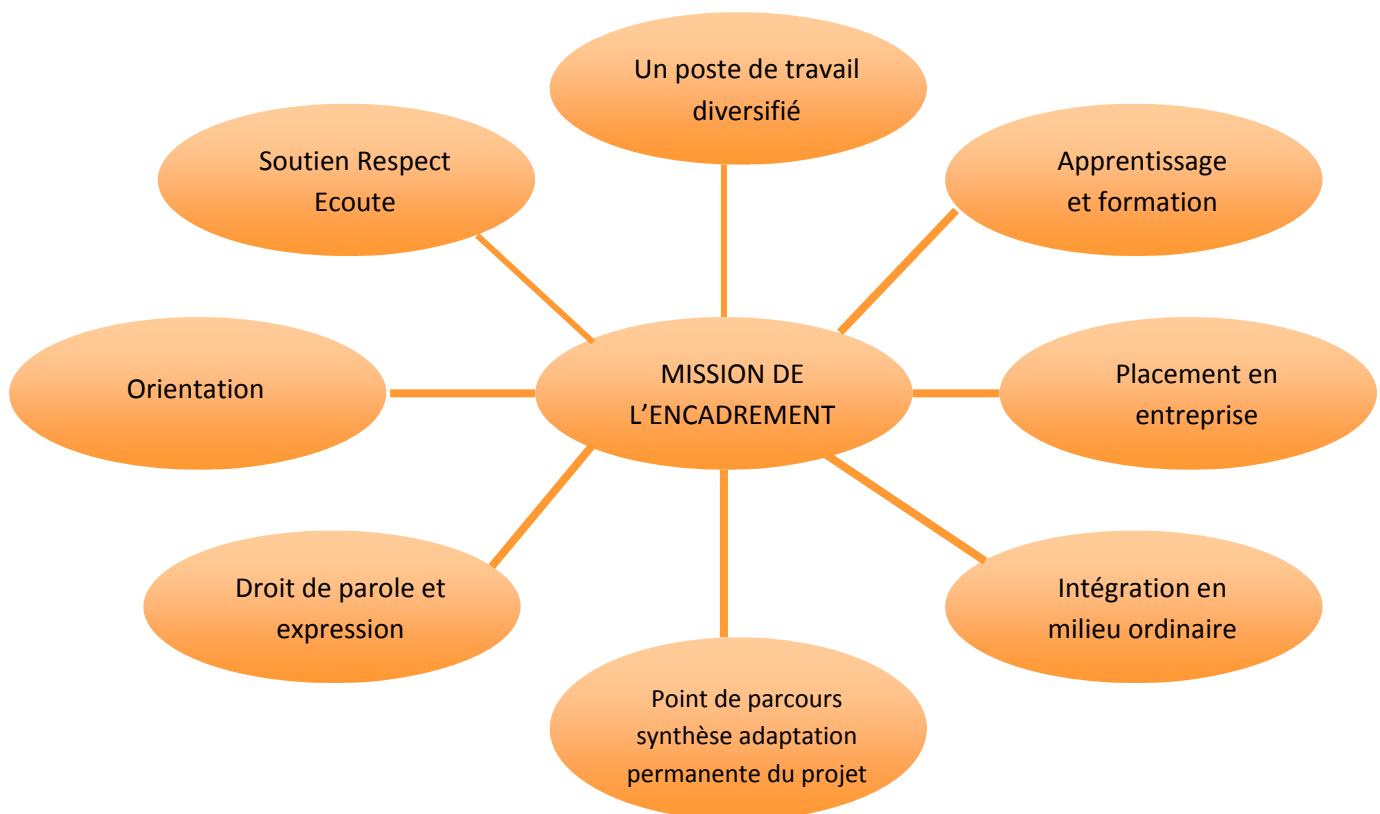 Un poste de travail
diversifié
Soutien Respect
Ecoute
Apprentissage
et formation
Orientation
MISSION DE
L’ENCADREMENT
Placement en
entreprise
Droit de parole et
expression
Intégration en
milieu ordinaire
Point de parcours
synthèse adaptation
permanente du projet